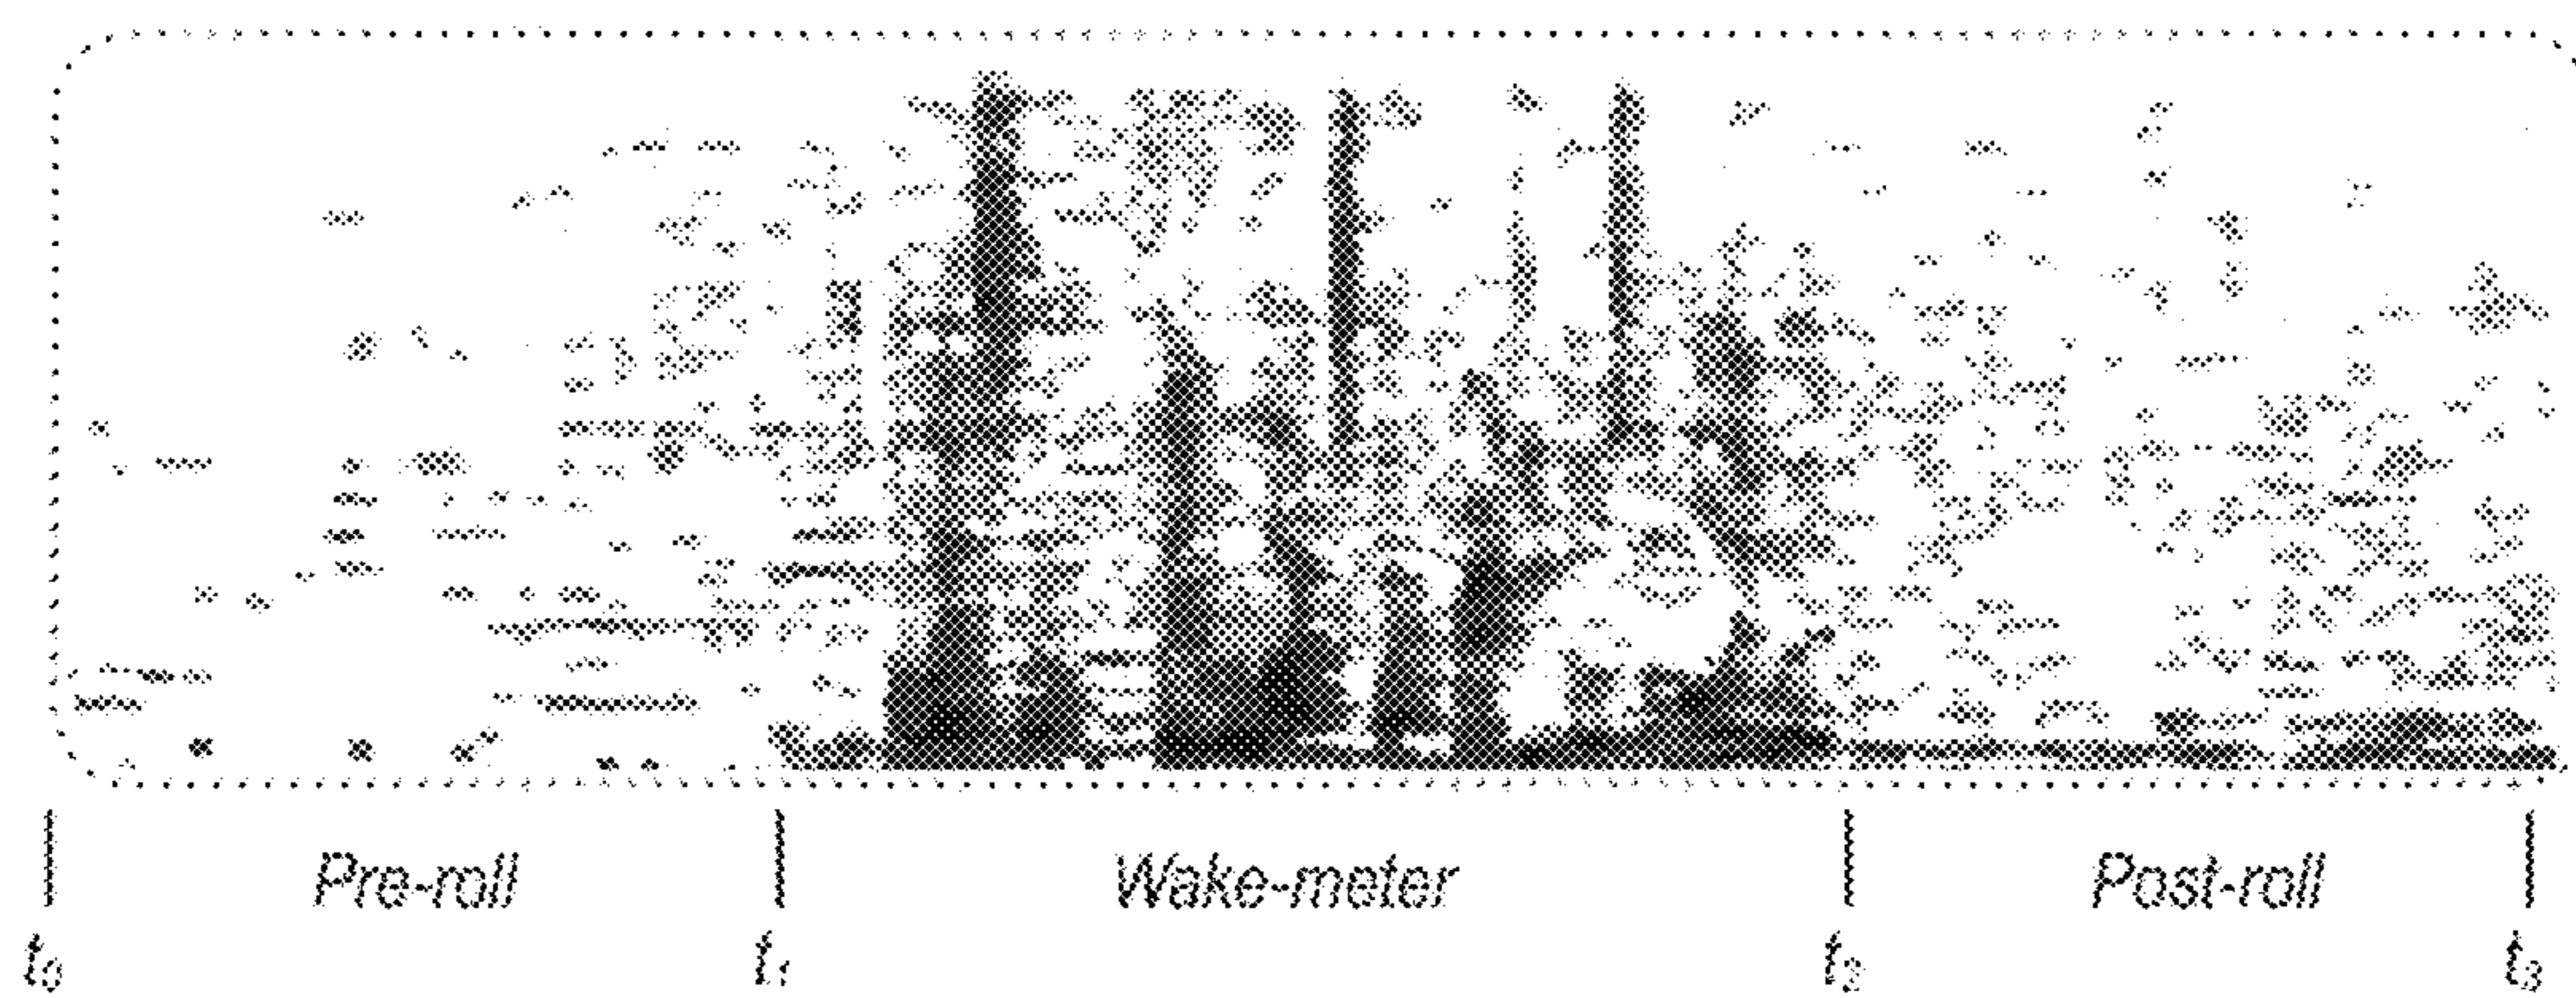 Pre-roll Wake-meter Post-roll
t₀ t₁ t₂ t₃